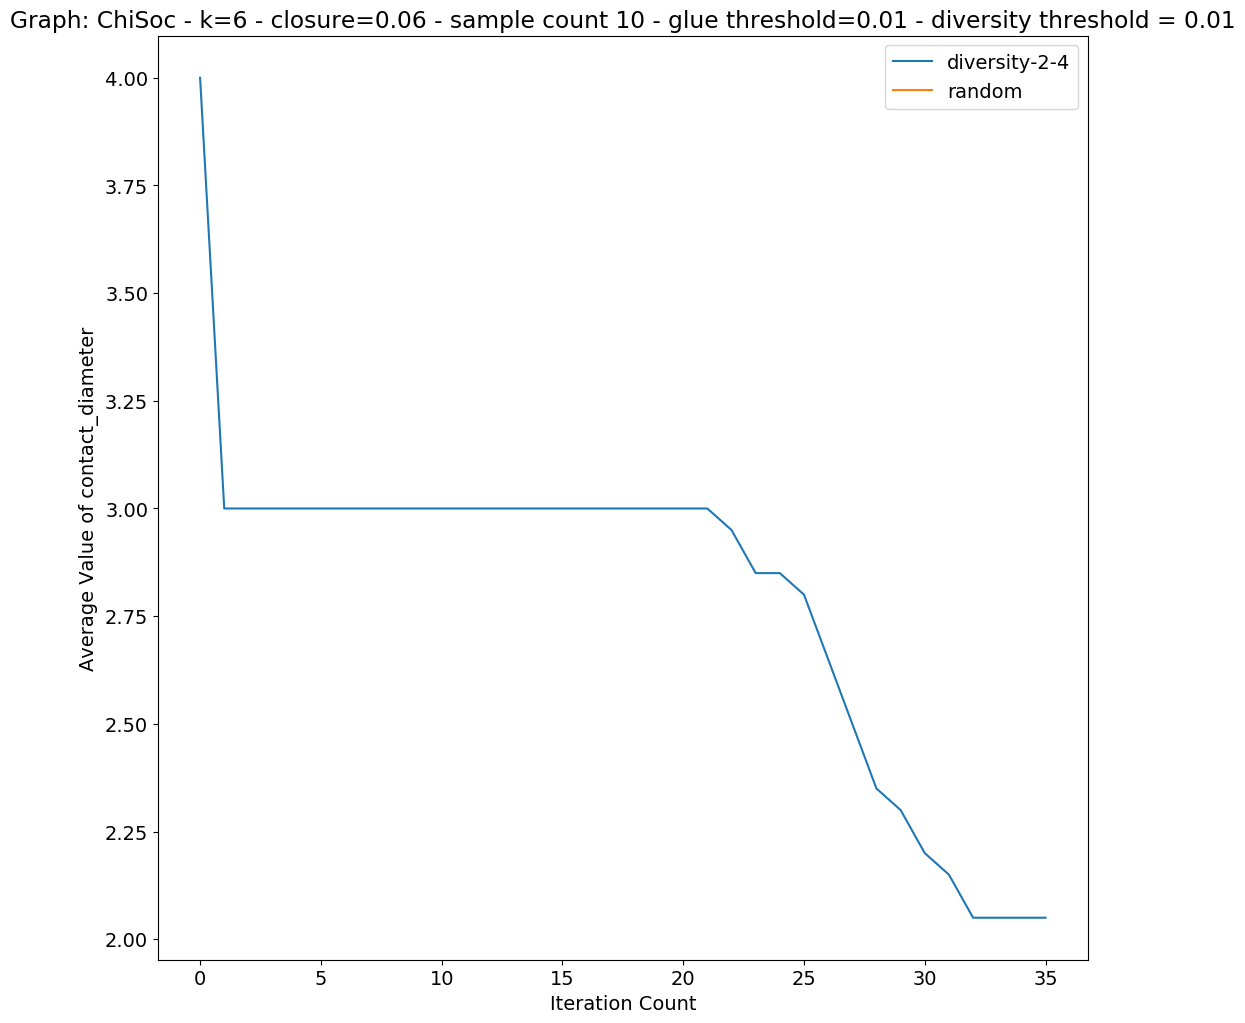 Graph: ChiSoc - k=6 - closure=0.06 - sample count 10 - glue threshold=0.01 - diversity threshold = 0.01
diversity-2-4
random
Average Value of contact_diameter
4.00
3.75
3.50
3.25
3.00
2.75
2.50
2.25
2.00
0 5 10 15 20 25 30 35
Iteration Count